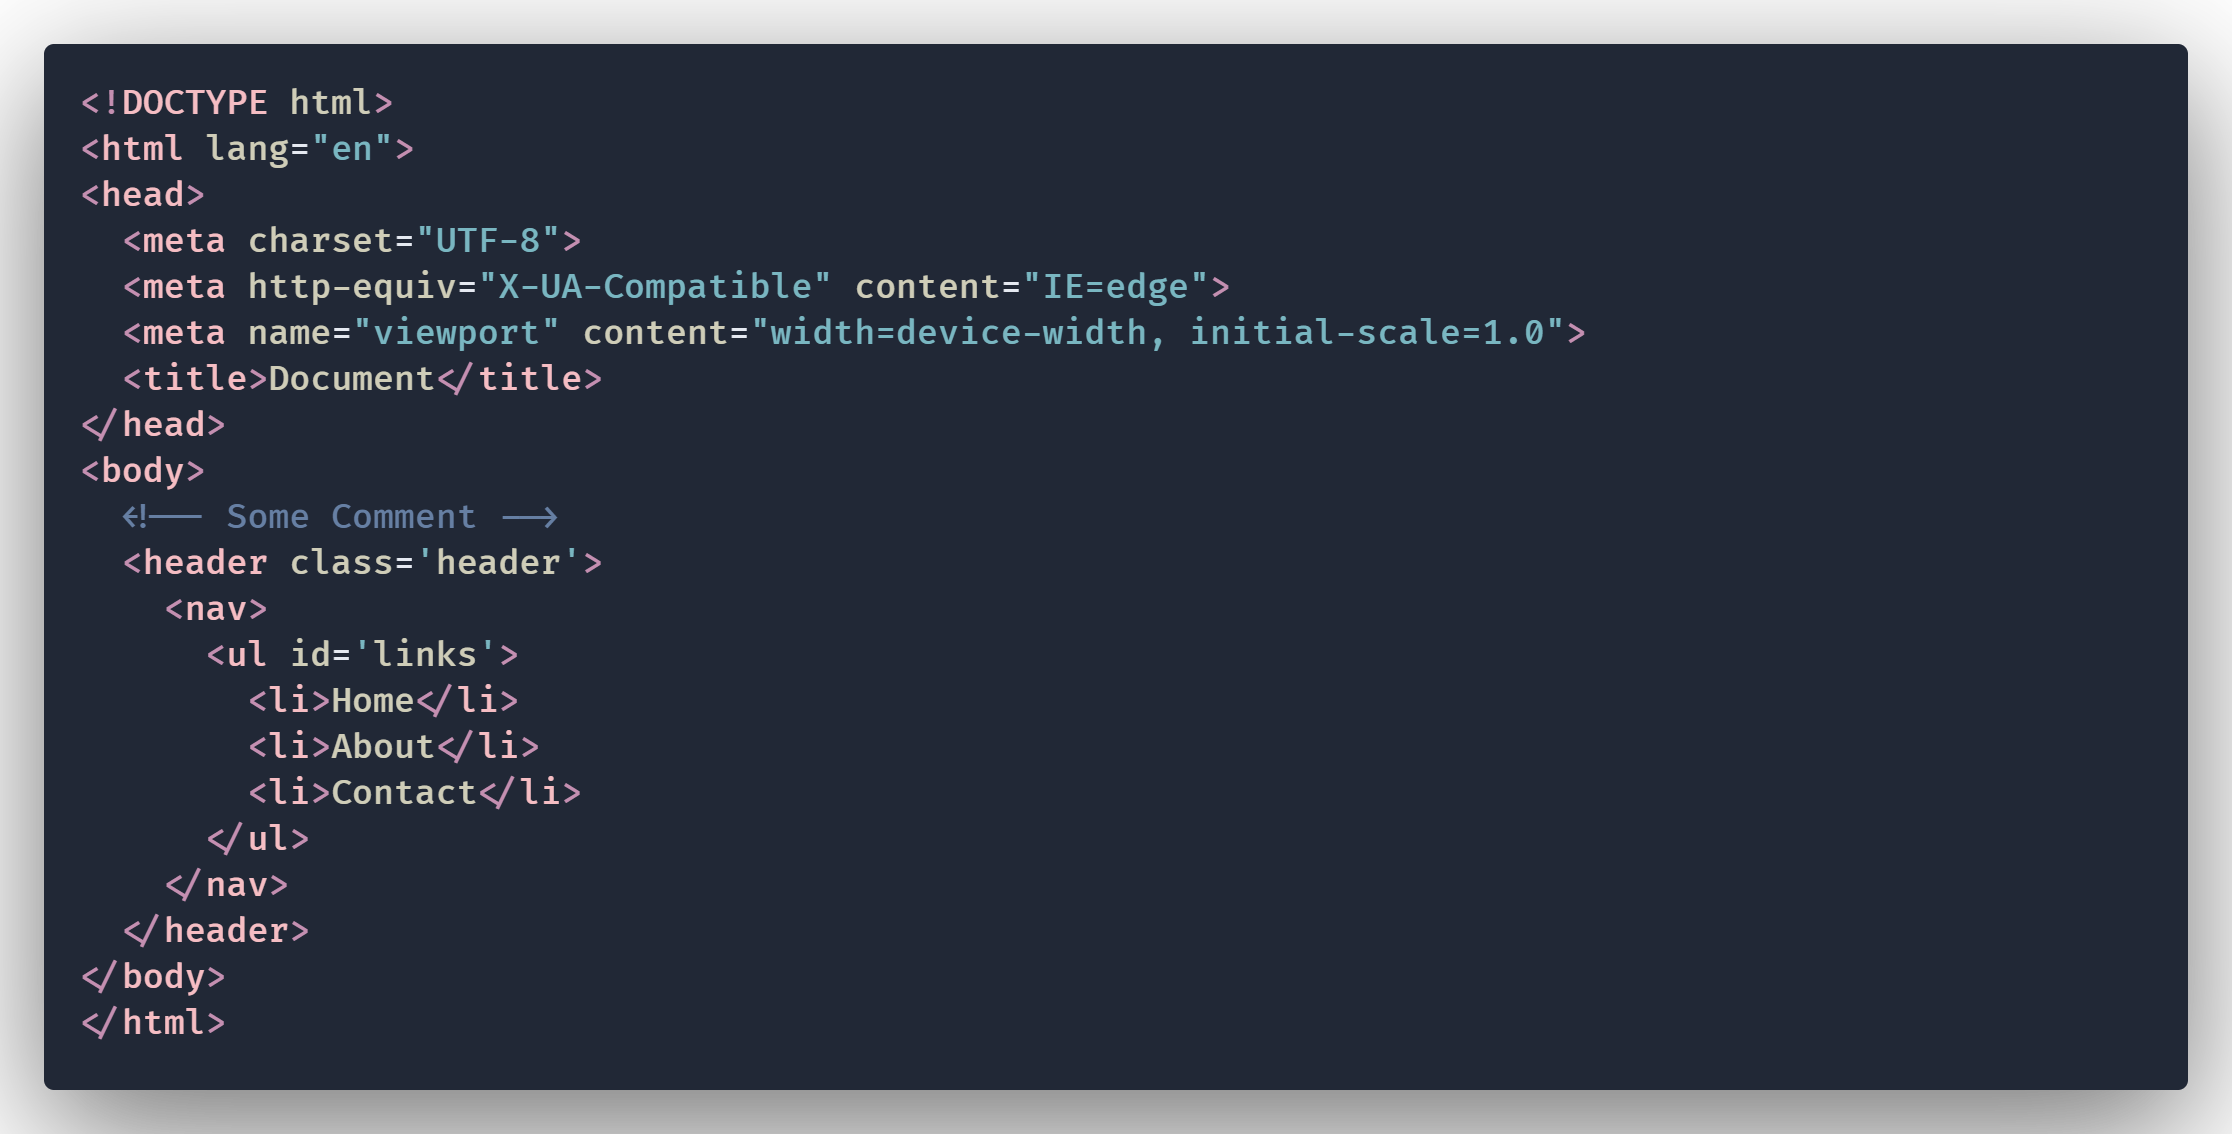 <!DOCTYPE html>
<html lang="en">
<head>
  <meta charset="UTF-8">
  <meta http-equiv="X-UA-Compatible" content="IE=edge">
  <meta name="viewport" content="width=device-width, initial-scale=1.0">
  <title>Document</title>
</head>
<body>
  <!-- Some Comment -->
  <header class='header'>
    <nav>
      <ul id='links'>
        <li>Home</li>
        <li>About</li>
        <li>Contact</li>
      </ul>
    </nav>
  </header>
</body>
</html>